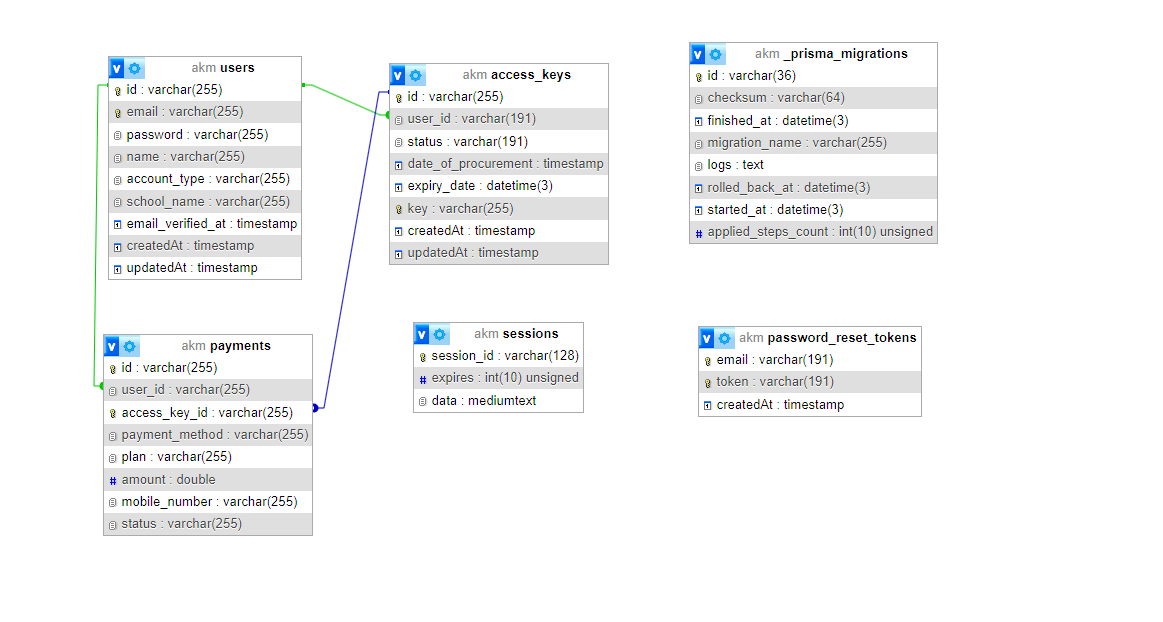 akm users
id : varchar(255)
email : varchar(255)
password : varchar(255)
name : varchar(255)
account_type : varchar(255)
school_name : varchar(255)
email_verified_at : timestamp
createdAt : timestamp
updatedAt : timestamp
akm access_keys
id : varchar(255)
user_id : varchar(191)
status : varchar(191)
date_of_procurement : timestamp
expiry_date : datetime(3)
key : varchar(255)
createdAt : timestamp
updatedAt : timestamp
akm _prisma_migrations
id : varchar(36)
checksum : varchar(64)
finished_at : datetime(3)
migration_name : varchar(255)
logs : text
rolled_back_at : datetime(3)
started_at : datetime(3)
# applied_steps_count : int(10) unsigned
akm payments
id : varchar(255)
user_id : varchar(255)
access_key_id : varchar(255)
payment_method : varchar(255)
plan : varchar(255)
# amount : double
mobile_number : varchar(255)
status : varchar(255)
akm sessions
session_id : varchar(128)
# expires : int(10) unsigned
data : mediumtext
akm password_reset_tokens
email : varchar(191)
token : varchar(191)
createdAt : timestamp